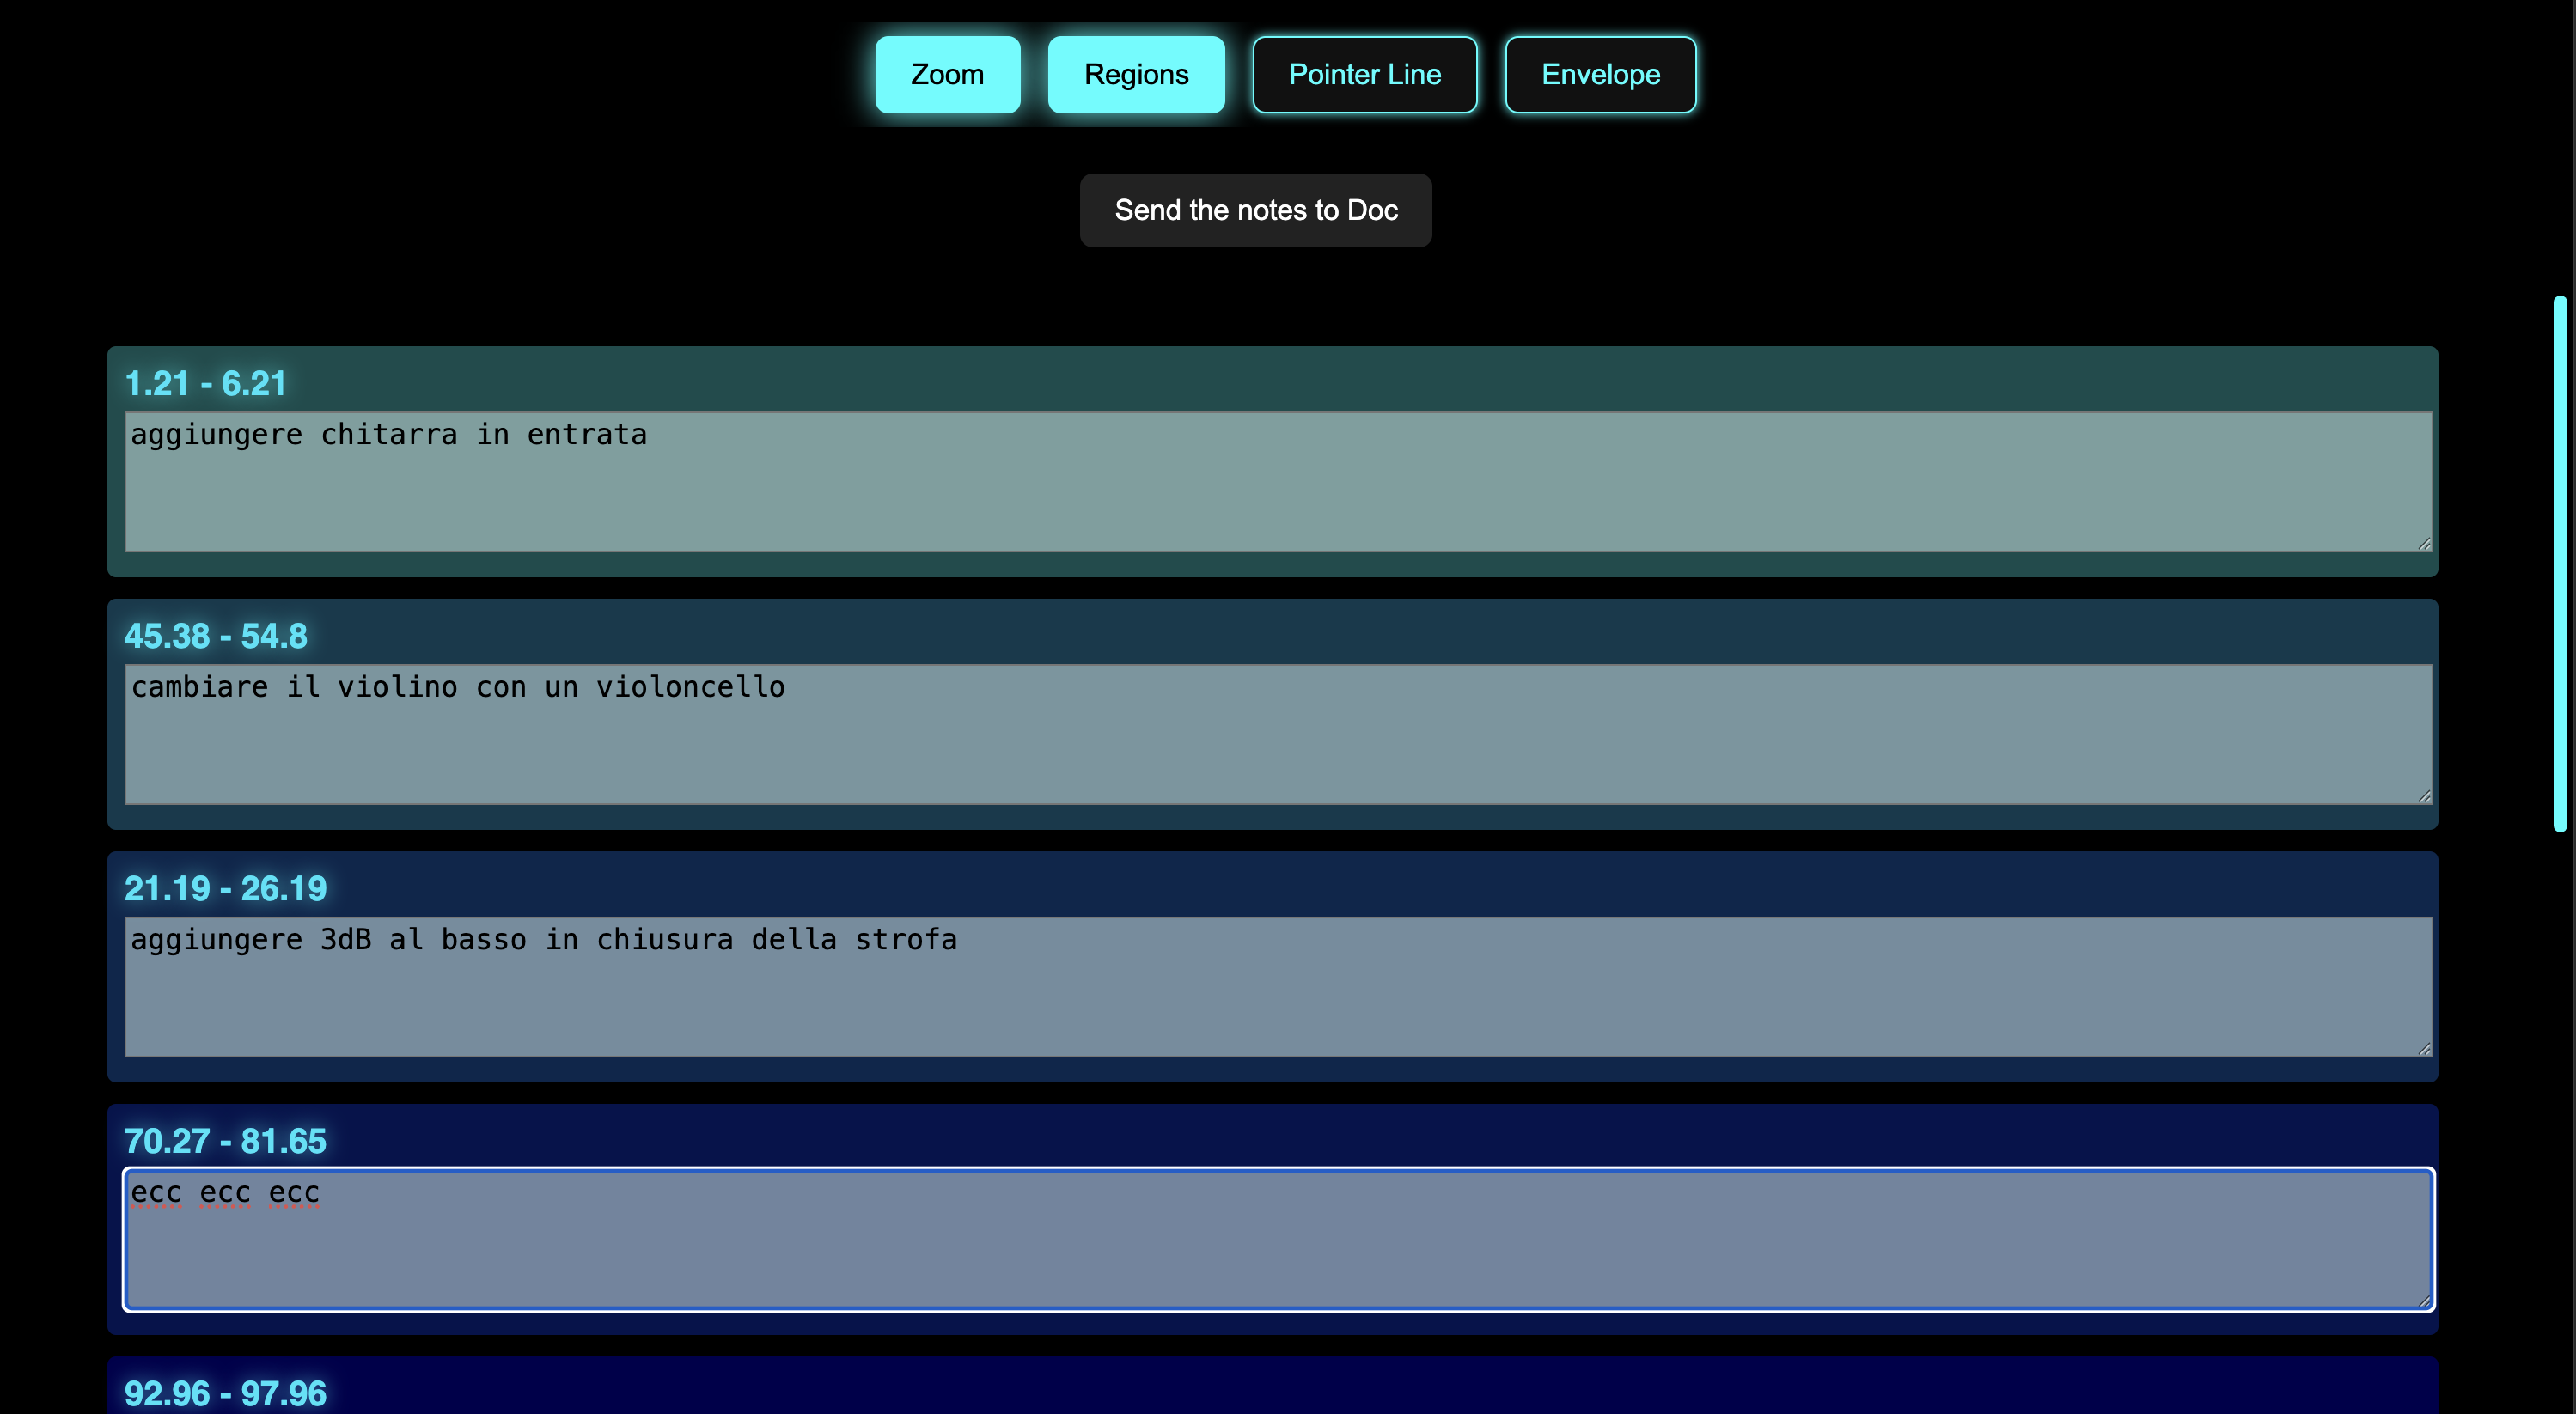 Zoom Regions Pointer Line Envelope
Send the notes to Doc
1.21 - 6.21
aggiungere chitarra in entrata
45.38 - 54.8
cambiare il violino con un violoncello
21.19 - 26.19
aggiungere 3dB al basso in chiusura della strofa
70.27 - 81.65
ecc ecc ecc
92.96 - 97.96